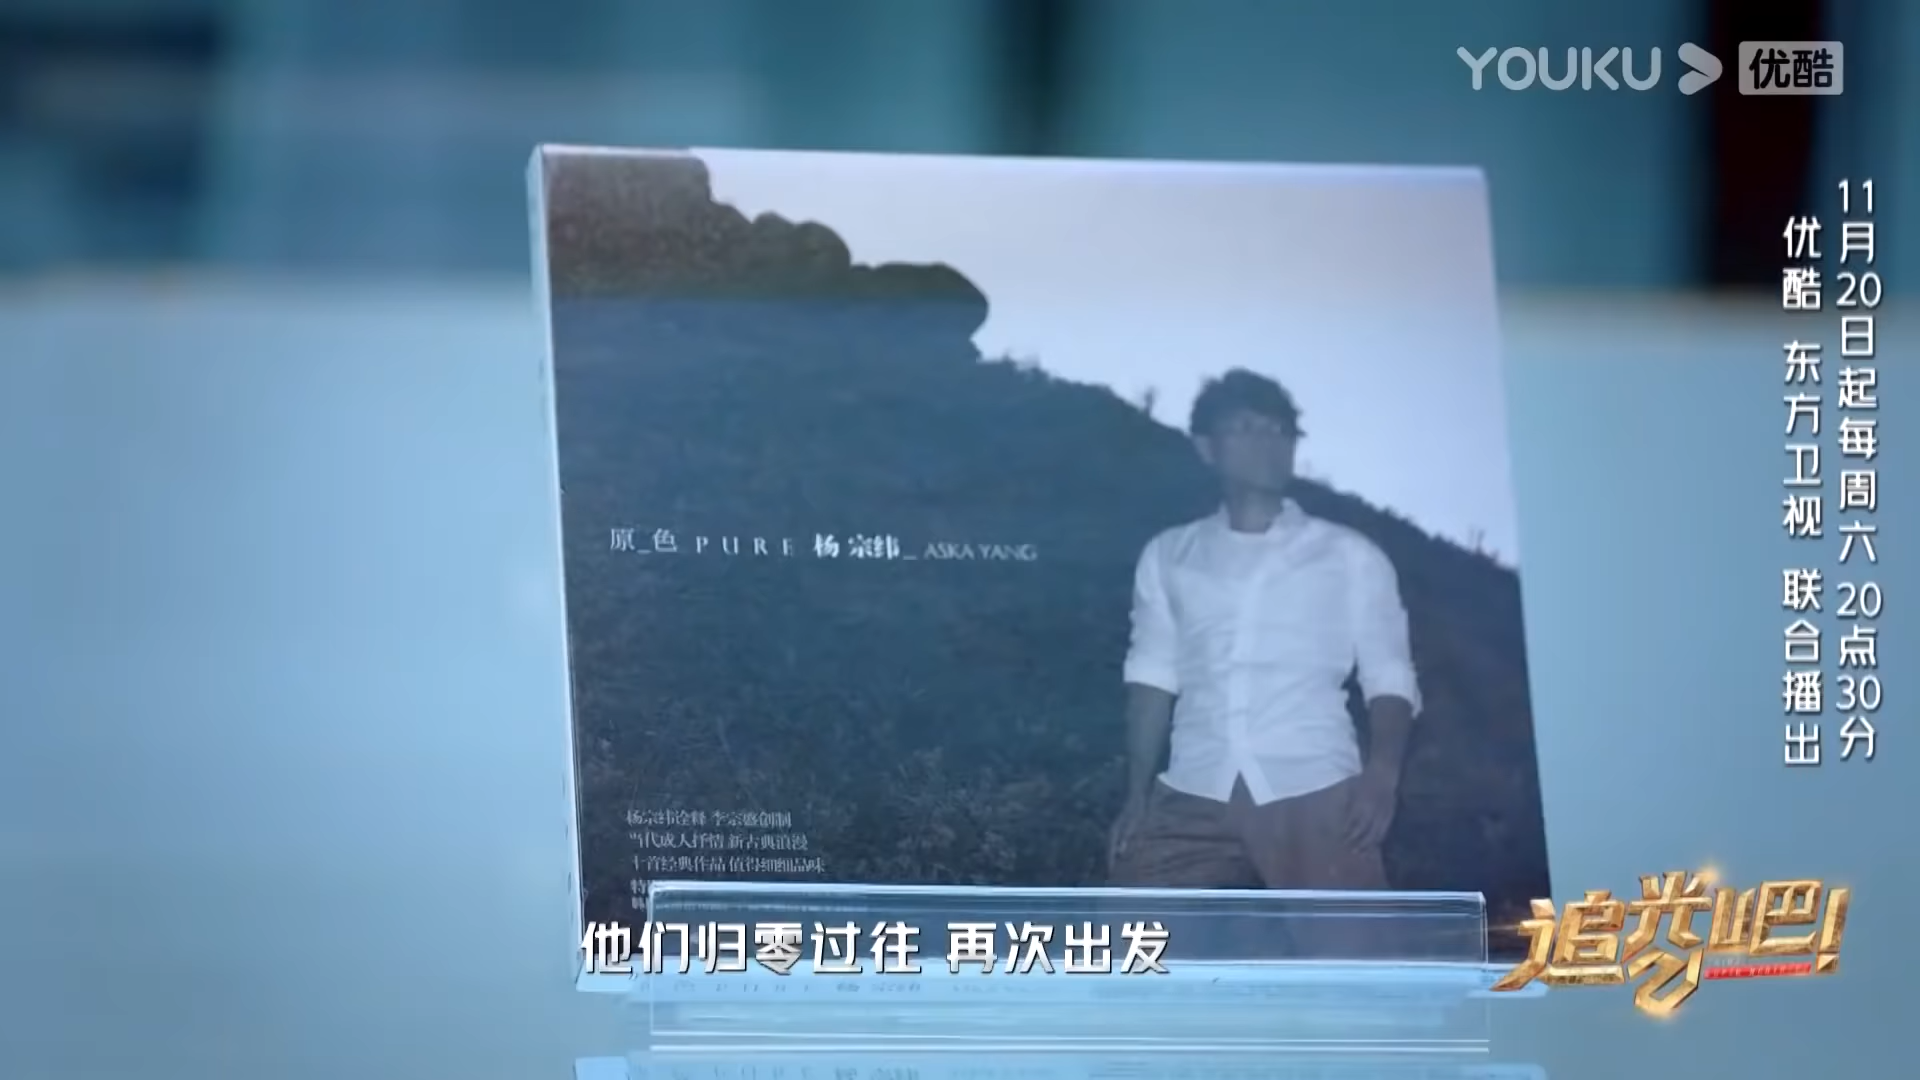 YOUKU 优酷
11月20日起每周六 20点30分
优酷 东方卫视 联合播出
原_色 PURE 杨宗纬_ ASKA YANG
杨宗纬诠释 李宗盛创制
当代成人抒情 新古典浪漫
十首经典作品 值得细细品味
他们归零过往 再次出发
追光吧!